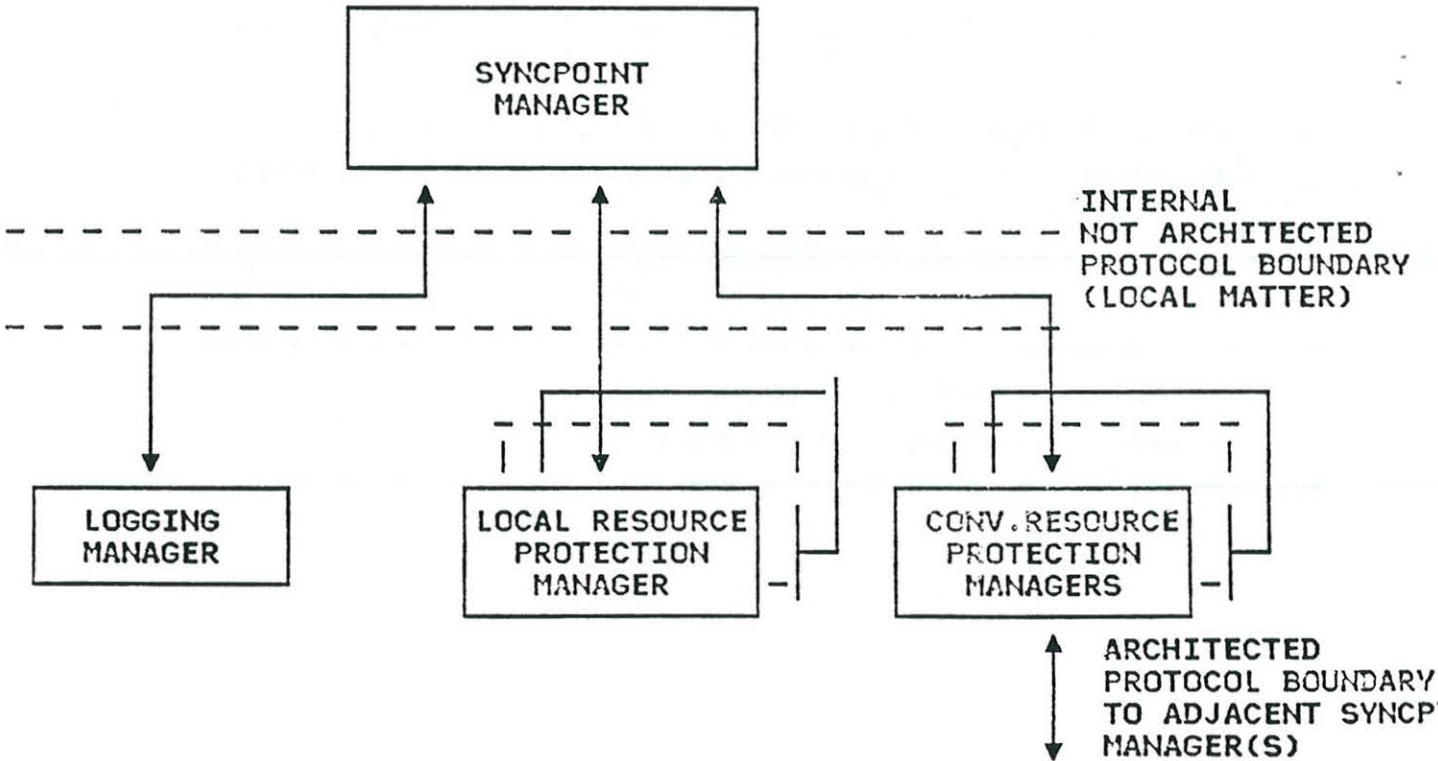 SYNCPOINT
MANAGER
INTERNAL
NOT ARCHITECTED
PROTOCOL BOUNDARY
(LOCAL MATTER)
LOGGING
MANAGER
LOCAL RESOURCE
PROTECTION
MANAGER
CONV.RESOURCE
PROTECTION
MANAGERS
ARCHITECTED
PROTOCOL BOUNDARY
TO ADJACENT SYNCP
MANAGER(S)